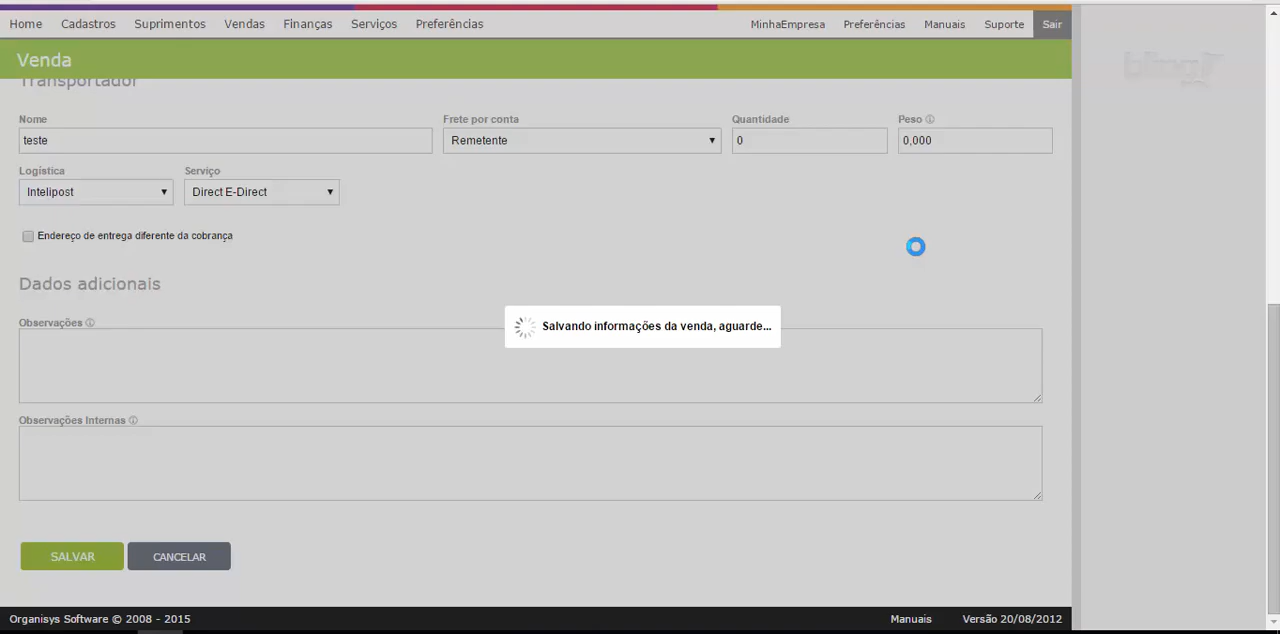 Home Cadastros Suprimentos Vendas Finanças Serviços Preferências MinhaEmpresa Preferências Manuais Suporte Sair
bling
Venda
Transportador
Nome Frete por conta Quantidade Peso
teste Remetente 0 0,000
Logística Serviço
Intelipost Direct E-Direct
Endereço de entrega diferente da cobrança
Dados adicionais
Observações
Salvando informações da venda, aguarde...
Observações Internas
SALVAR CANCELAR
Organisys Software © 2008 - 2015 Manuais Versão 20/08/2012